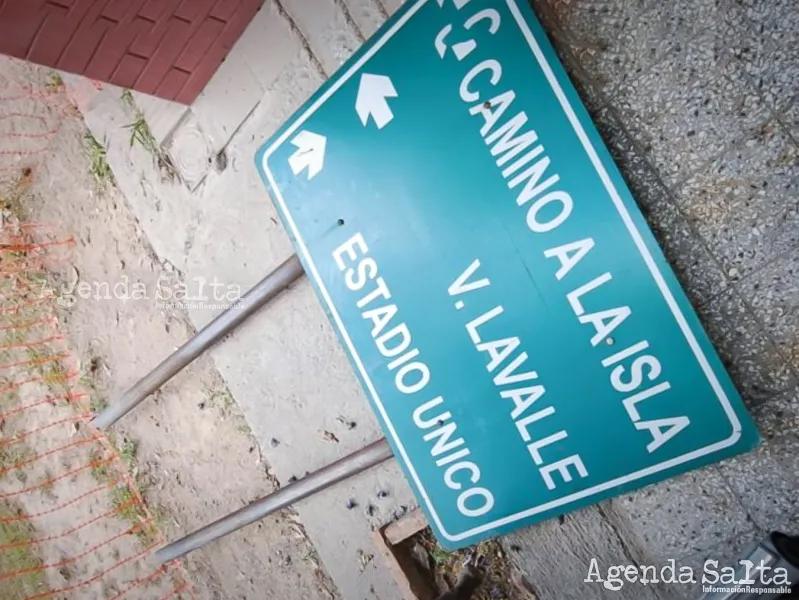 CAMINO A LA ISLA
V. LAVALLE
ESTADIO UNICO
Agenda Salta
InformaciónResponsable
Agenda Salta
InformaciónResponsable